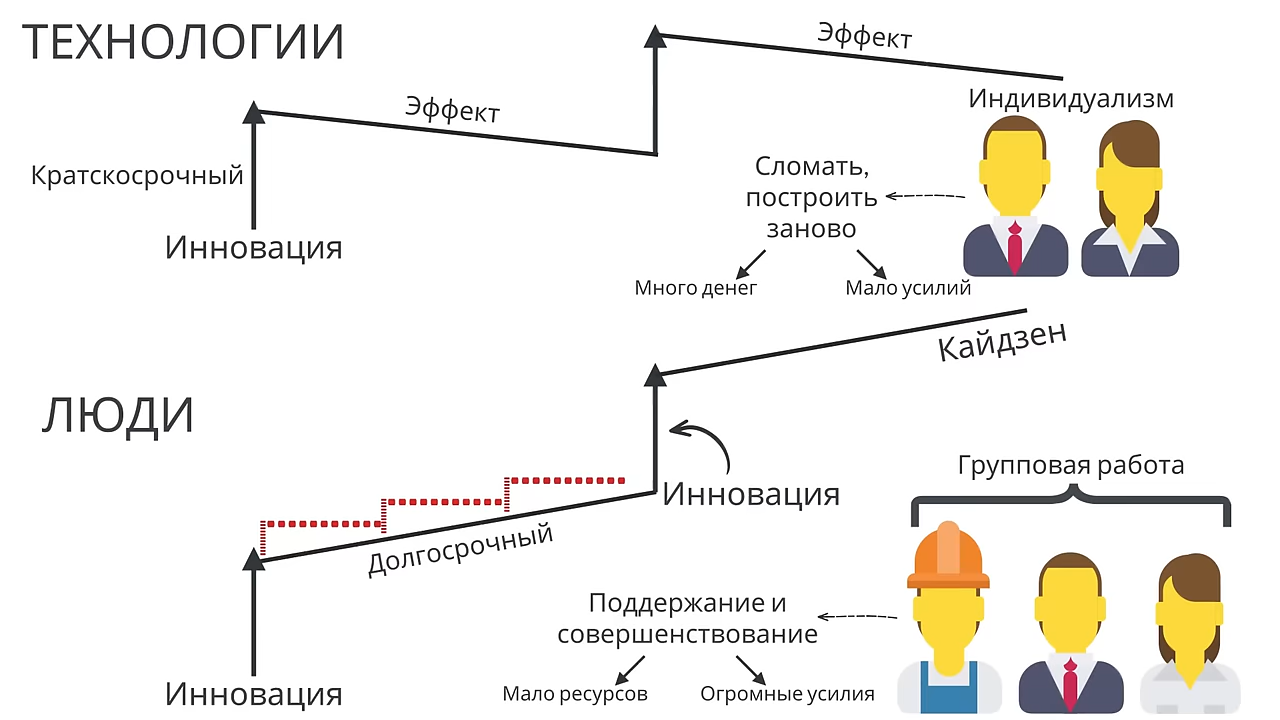 ТЕХНОЛОГИИ
Эффект
Эффект
Индивидуализм
Кратскосрочный
Сломать,
построить
заново
Инновация
Много денег
Мало усилий
Кайдзен
ЛЮДИ
Групповая работа
Инновация
Долгосрочный
Поддержание и
совершенствование
Инновация
Мало ресурсов
Огромные усилия